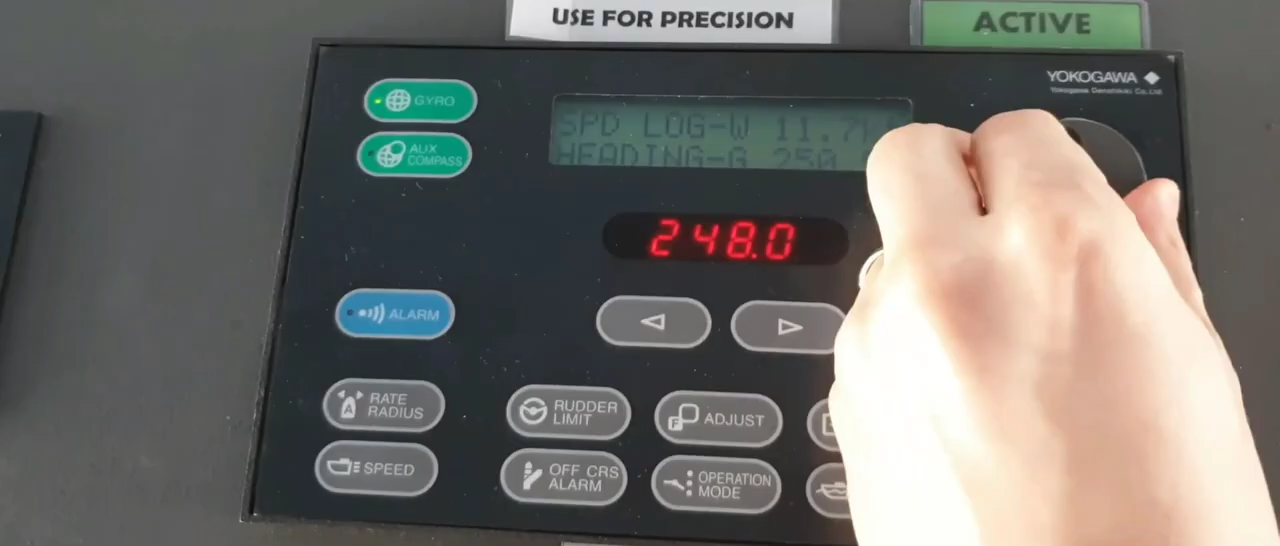 USE FOR PRECISION
ACTIVE
YOKOGAWA
Yokogawa Denshikiki Co., Ltd
GYRO
AUX
COMPASS
SPD LOG-W 11.7
HEADING-G 250
248.0
ALARM
RATE
RADIUS
RUDDER
LIMIT
ADJUST
SPEED
OFF CRS
ALARM
OPERATION
MODE